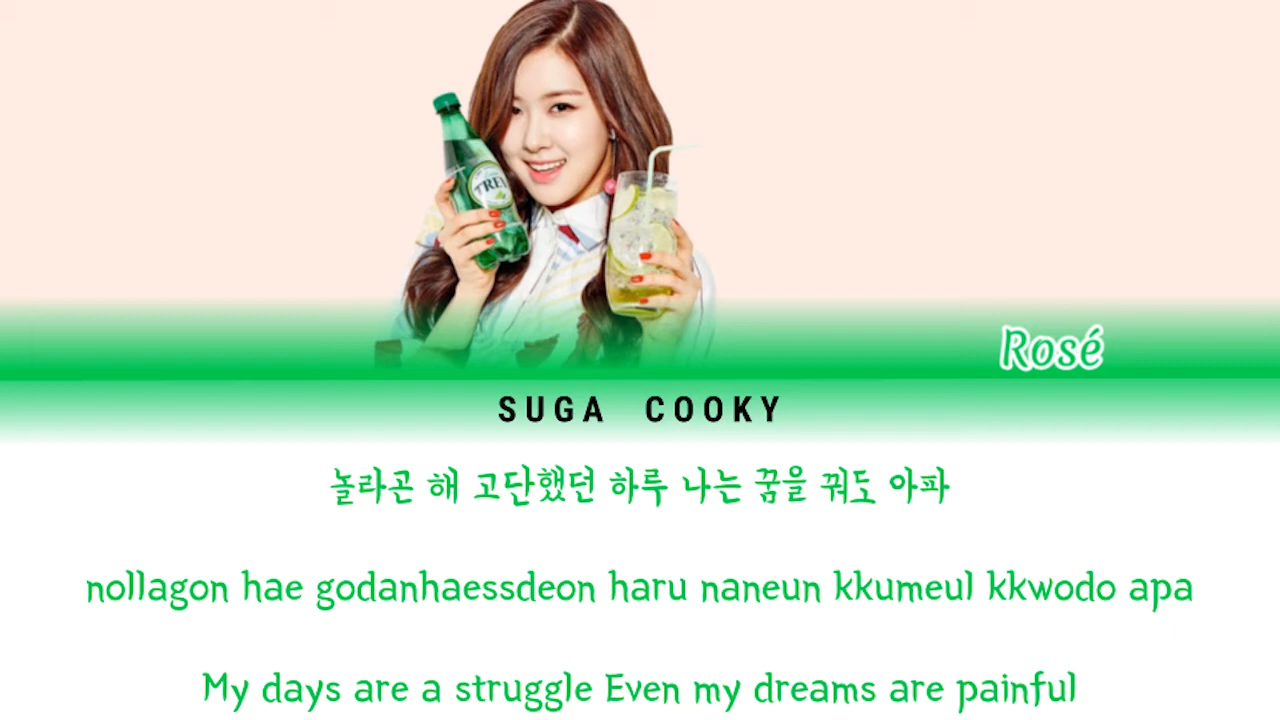 TREV
Rosé
SUGA COOKY
놀라곤 해 고단했던 하루 나는 꿈을 꿔도 아파
nollagon hae godanhaessdeon haru naneun kkumeul kkwodo apa
My days are a struggle Even my dreams are painful